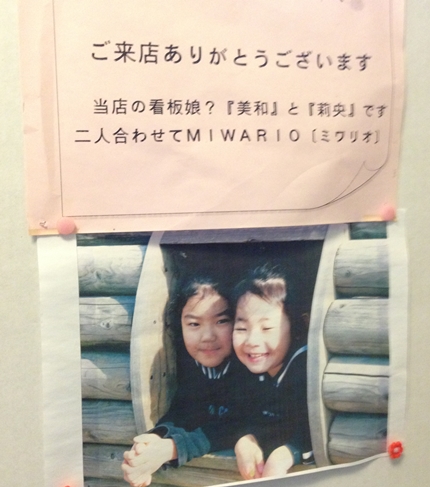 ご来店ありがとうございます
当店の看板娘?『美和』と『莉央』です
二人合わせてMIWARIO〔ミワリオ〕